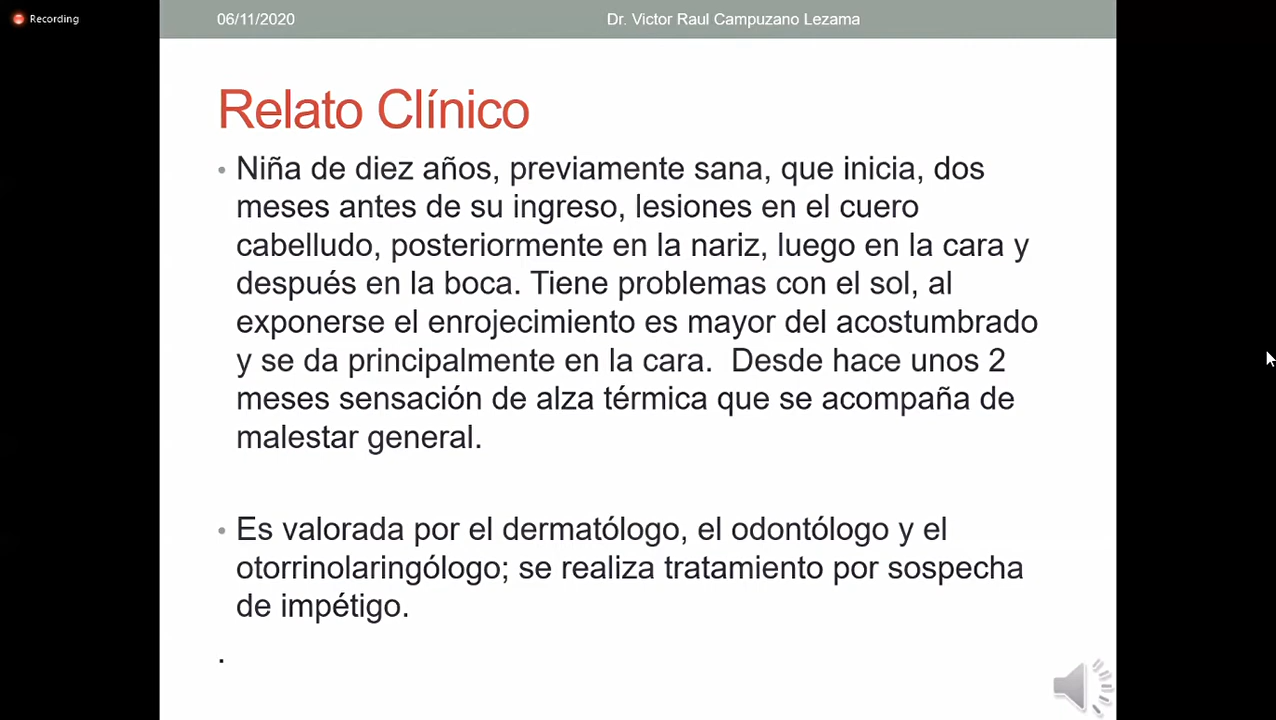 Recording
06/11/2020 Dr. Victor Raul Campuzano Lezama
Relato Clínico
• Niña de diez años, previamente sana, que inicia, dos
meses antes de su ingreso, lesiones en el cuero
cabelludo, posteriormente en la nariz, luego en la cara y
después en la boca. Tiene problemas con el sol, al
exponerse el enrojecimiento es mayor del acostumbrado
y se da principalmente en la cara.  Desde hace unos 2
meses sensación de alza térmica que se acompaña de
malestar general.
• Es valorada por el dermatólogo, el odontólogo y el
otorrinolaringólogo; se realiza tratamiento por sospecha
de impétigo.
.